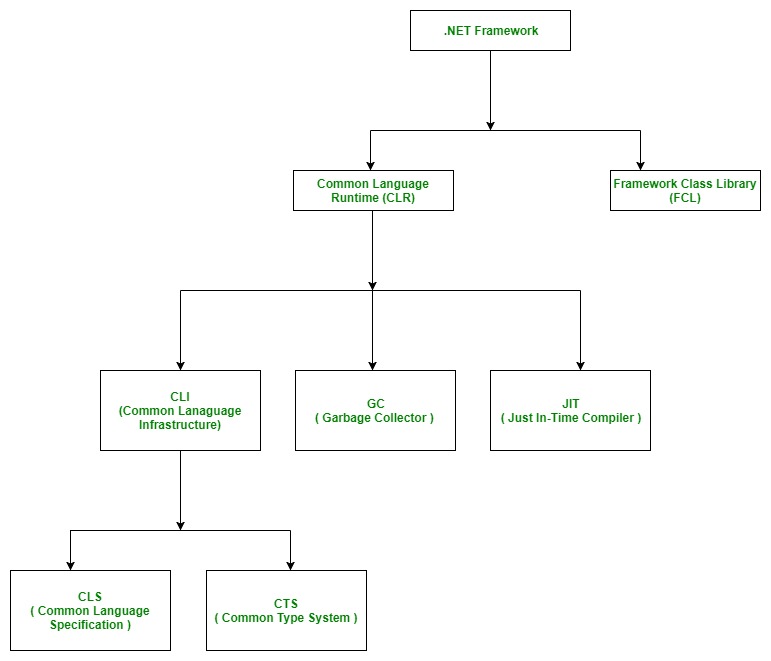 .NET Framework
Common Language
Runtime (CLR)
Framework Class Library
(FCL)
CLI
(Common Lanaguage
Infrastructure)
GC
( Garbage Collector )
JIT
( Just In-Time Compiler )
CLS
( Common Language
Specification )
CTS
( Common Type System )